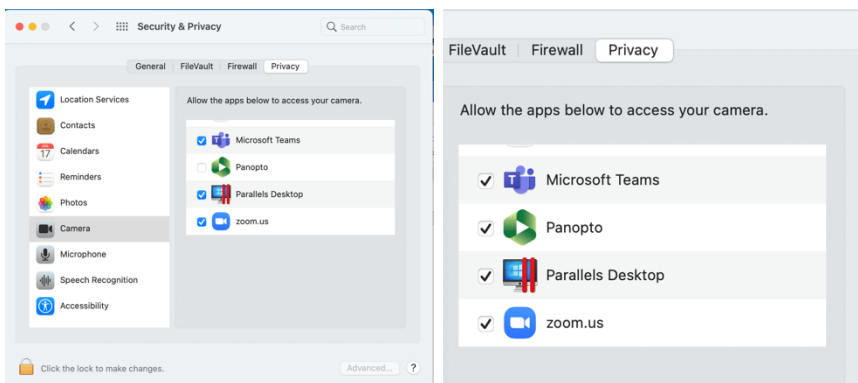 Security & Privacy
Search
General FileVault Firewall Privacy
Location Services
Contacts
17
Calendars
Reminders
Photos
Camera
Microphone
Speech Recognition
Accessibility
Allow the apps below to access your camera.
T
Microsoft Teams
Panopto
Parallels Desktop
zoom.us
Click the lock to make changes.
Advanced... ?
FileVault Firewall Privacy
Allow the apps below to access your camera.
T
Microsoft Teams
Panopto
Parallels Desktop
zoom.us